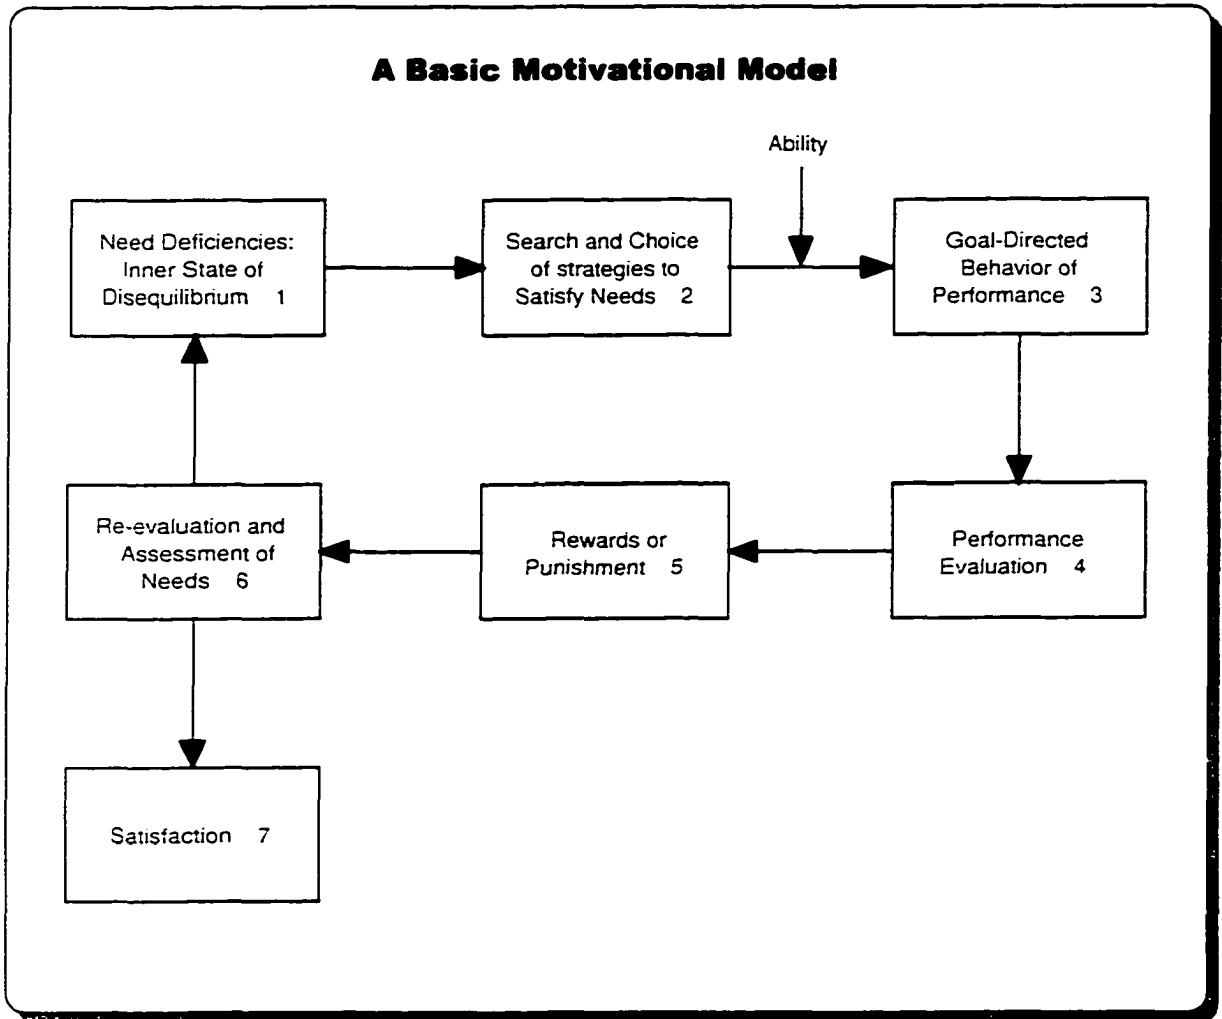 A Basic Motivational Model
Ability
Need Deficiencies:
Inner State of
Disequilibrium 1
Search and Choice
of strategies to
Satisfy Needs 2
Goal-Directed
Behavior of
Performance 3
Re-evaluation and
Assessment of
Needs 6
Rewards or
Punishment 5
Performance
Evaluation 4
Satisfaction 7